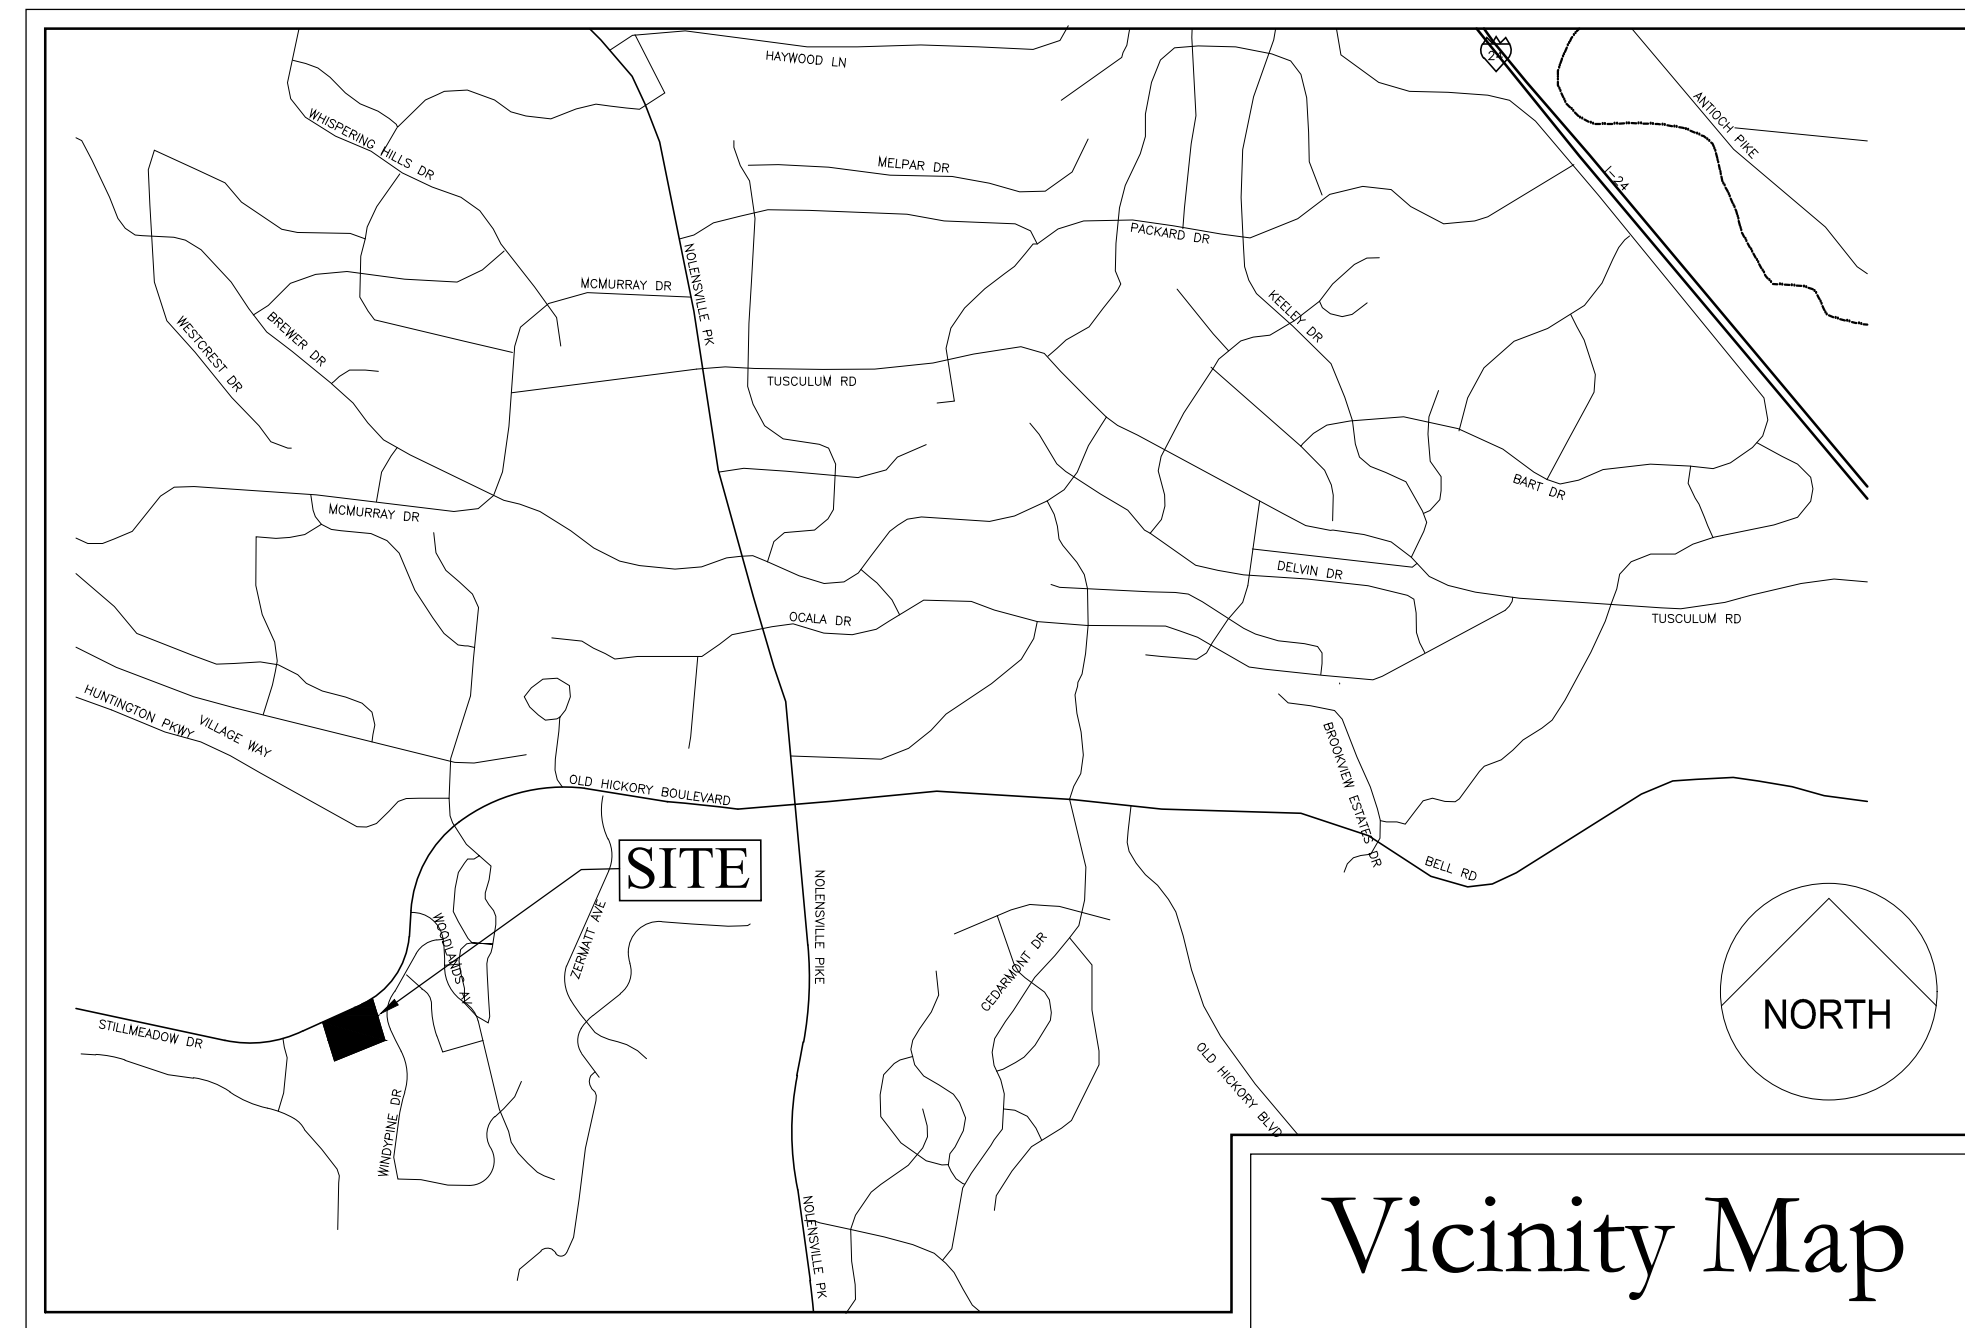 HAYWOOD LN
24
ANTIOCH PIKE
WHISPERING HILLS DR
MELPAR DR
I-24
PACKARD DR
NOLENSVILLE PK
MCMURRAY DR
KEELEY DR
WESTCREST DR
BREWER DR
TUSCULUM RD
BART DR
MCMURRAY DR
DELVIN DR
OCALA DR
TUSCULUM RD
HUNTINGTON PKWY
VILLAGE WAY
BROOKVIEW ESTATES DR
OLD HICKORY BOULEVARD
SITE
BELL RD
NOLENSVILLE PIKE
WOODLANDS AV
ZERMATT AVE
CEDARMONT DR
NORTH
STILLMEADOW DR
OLD HICKORY BLVD
WINDYPINE DR
NOLENSVILLE PK
Vicinity Map